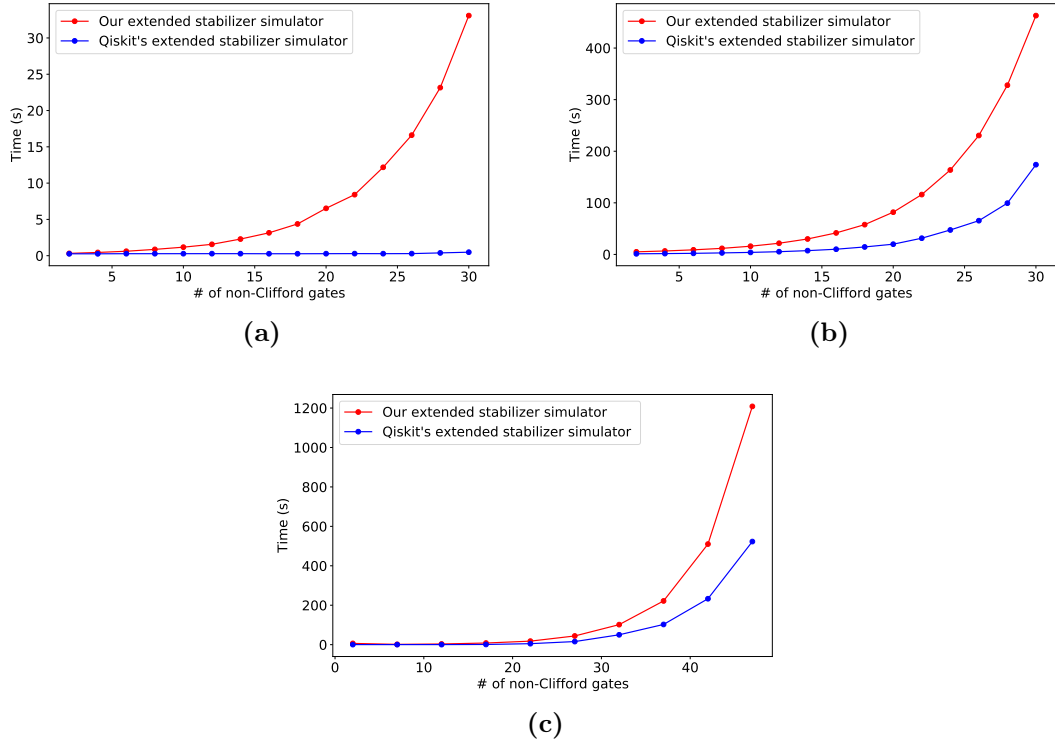 Our extended stabilizer simulator
Qiskit's extended stabilizer simulator
Time (s)
30
25
20
15
10
5
0
5 10 15 20 25 30
# of non-Clifford gates
(a)
Our extended stabilizer simulator
Qiskit's extended stabilizer simulator
Time (s)
400
300
200
100
0
5 10 15 20 25 30
# of non-Clifford gates
(b)
Our extended stabilizer simulator
Qiskit's extended stabilizer simulator
Time (s)
1200
1000
800
600
400
200
0
0 10 20 30 40
# of non-Clifford gates
(c)